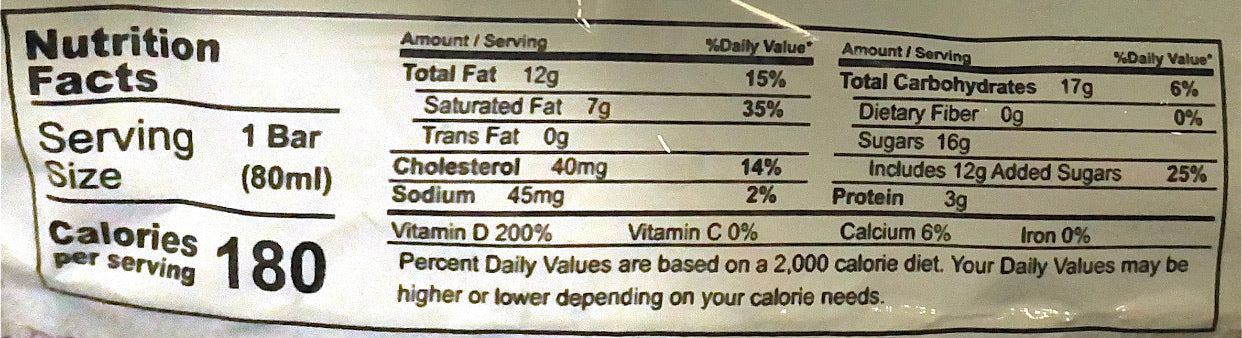 Nutrition
Facts
Serving Size 1 Bar (80ml)
Calories per serving 180
Amount / Serving %Daily Value*
Total Fat 12g 15%
Saturated Fat 7g 35%
Trans Fat 0g
Cholesterol 40mg 14%
Sodium 45mg 2%
Amount / Serving %Daily Value*
Total Carbohydrates 17g 6%
Dietary Fiber 0g 0%
Sugars 16g
Includes 12g Added Sugars 25%
Protein 3g
Vitamin D 200% Vitamin C 0% Calcium 6% Iron 0%
Percent Daily Values are based on a 2,000 calorie diet. Your Daily Values may be
higher or lower depending on your calorie needs.